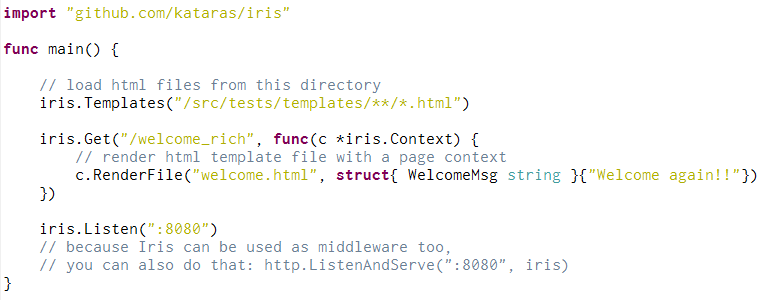 import "github.com/kataras/iris"
func main() {
// load html files from this directory
iris.Templates("/src/tests/templates/**/*.html")
iris.Get("/welcome_rich", func(c *iris.Context) {
// render html template file with a page context
c.RenderFile("welcome.html", struct{ WelcomeMsg string }{"Welcome again!!"})
})
iris.Listen(":8080")
// because Iris can be used as middleware too,
// you can also do that: http.ListenAndServe(":8080", iris)
}